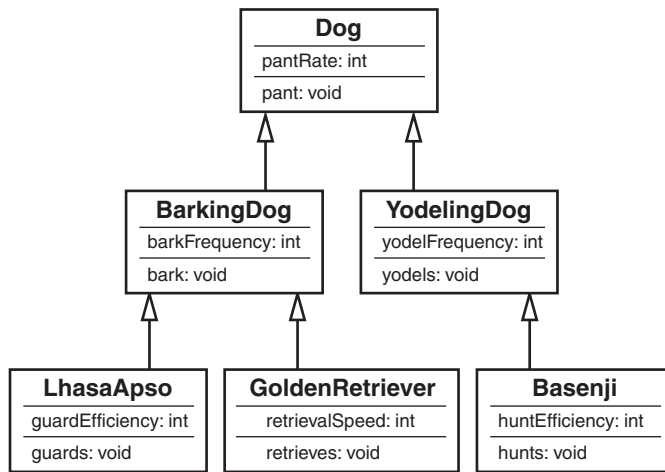 Dog
pantRate: int
pant: void
BarkingDog
barkFrequency: int
bark: void
YodelingDog
yodelFrequency: int
yodels: void
LhasaApso
guardEfficiency: int
guards: void
GoldenRetriever
retrievalSpeed: int
retrieves: void
Basenji
huntEfficiency: int
hunts: void